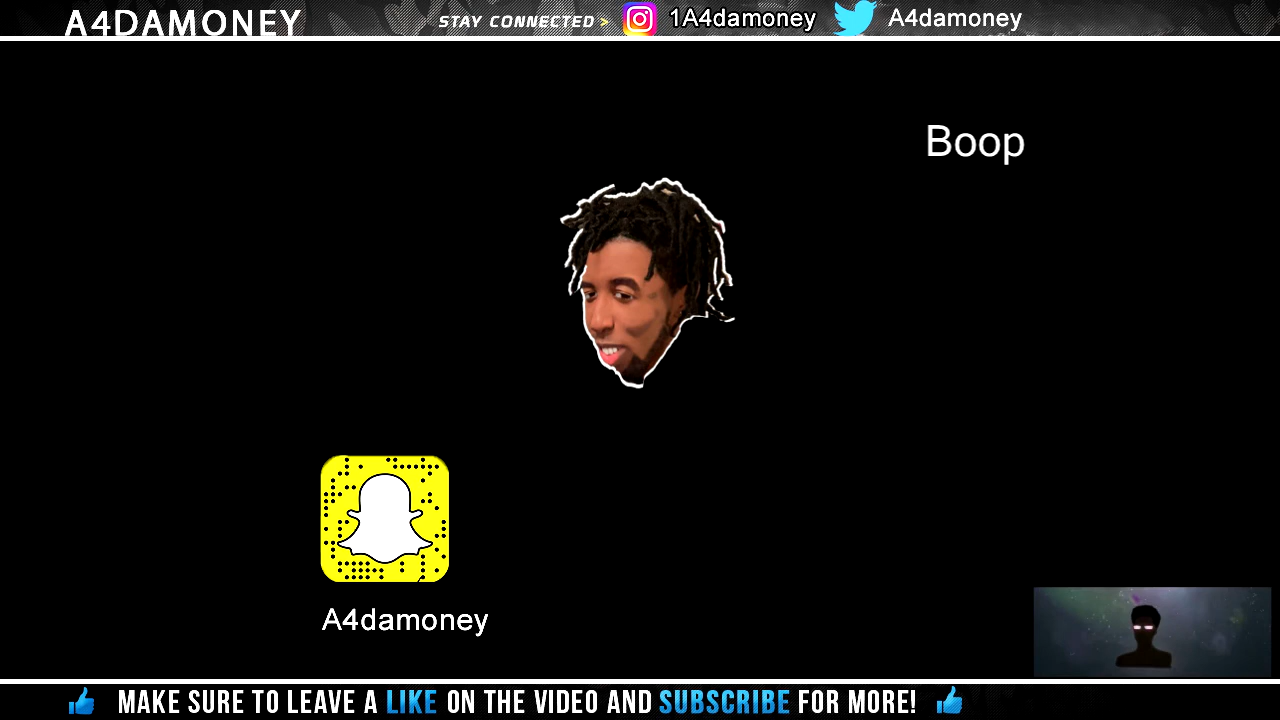 A4DAMONEY
STAY CONNECTED > 1A4damoney A4damoney
Boop
A4damoney
MAKE SURE TO LEAVE A LIKE ON THE VIDEO AND SUBSCRIBE FOR MORE!